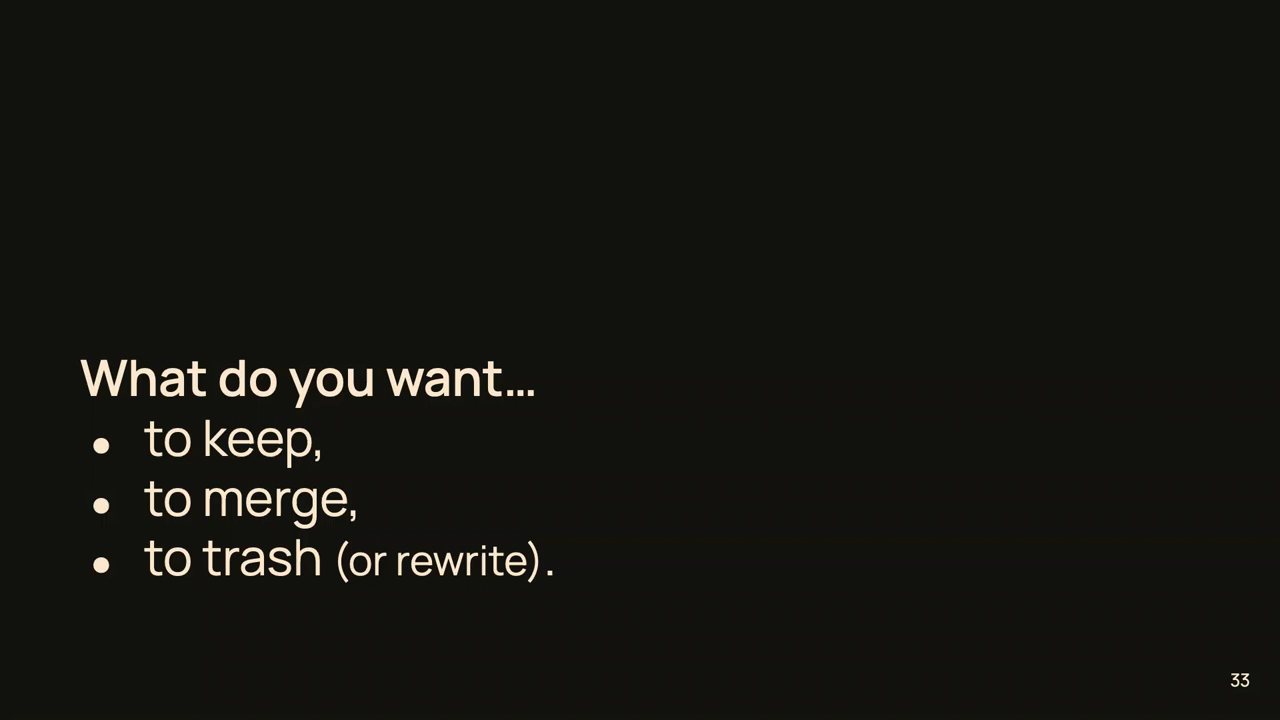 What do you want…
● to keep,
● to merge,
● to trash (or rewrite).
33